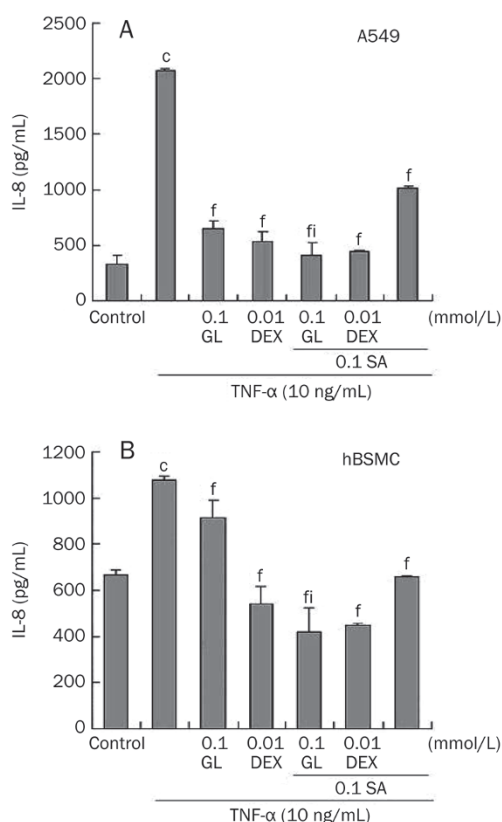 A
A549
IL-8 (pg/mL)
2500
2000
1500
1000
500
0
c
f
f
fi
f
f
Control 0.1 0.01 0.1 0.01 (mmol/L)
GL DEX GL DEX
0.1 SA
TNF-α (10 ng/mL)
B
hBSMC
IL-8 (pg/mL)
1200
1000
800
600
400
200
0
c
f
f
fi
f
f
Control 0.1 0.01 0.1 0.01 (mmol/L)
GL DEX GL DEX
0.1 SA
TNF-α (10 ng/mL)